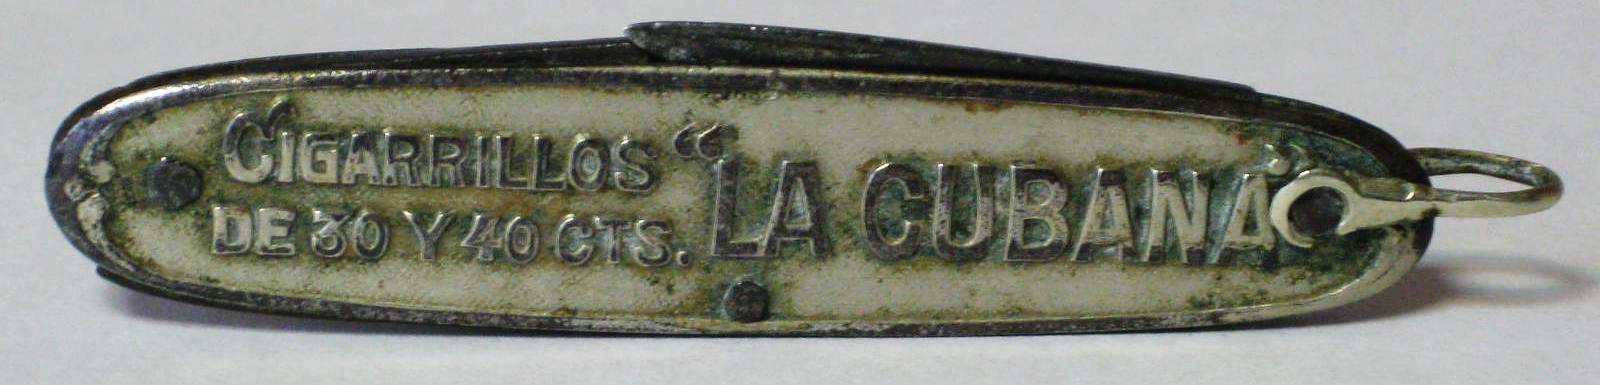 CIGARRILLOS
DE 30 Y 40 CTS.
"LA CUBANA"